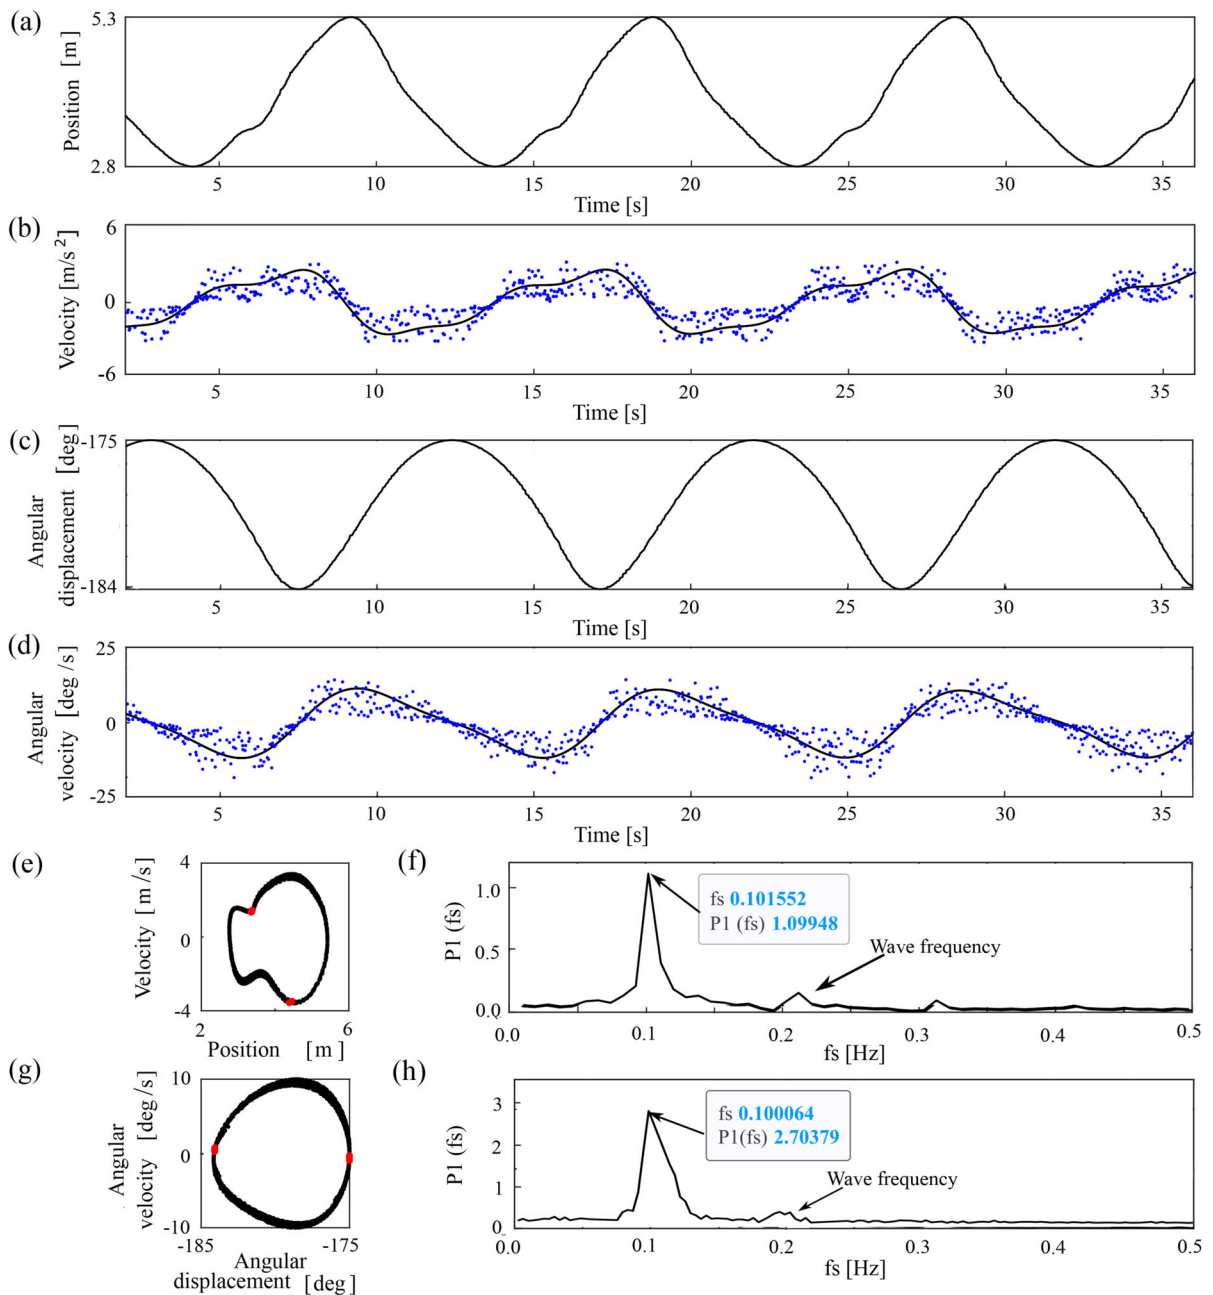 (a)
5.3
Position [m]
2.8
5 10 15 20 25 30 35
Time [s]
(b)
6
Velocity [m/s²]
0
-6
5 10 15 20 25 30 35
Time [s]
(c)
-175
Angular
displacement [deg]
-184
5 10 15 20 25 30 35
Time [s]
(d)
25
Angular
velocity [deg/s]
0
-25
5 10 15 20 25 30 35
Time [s]
(e)
Velocity [m/s]
4
0
-4
2 6
Position [m]
(f)
P1 (fs)
1.0
0.5
0.0
fs 0.101552
P1 (fs) 1.09948
Wave frequency
0.0 0.1 0.2 0.3 0.4 0.5
fs [Hz]
(g)
Angular
velocity [deg/s]
10
0
-10
-185 -175
Angular
displacement [deg]
(h)
P1 (fs)
3
2
1
0
fs 0.100064
P1(fs) 2.70379
Wave frequency
0.0 0.1 0.2 0.3 0.4 0.5
fs [Hz]